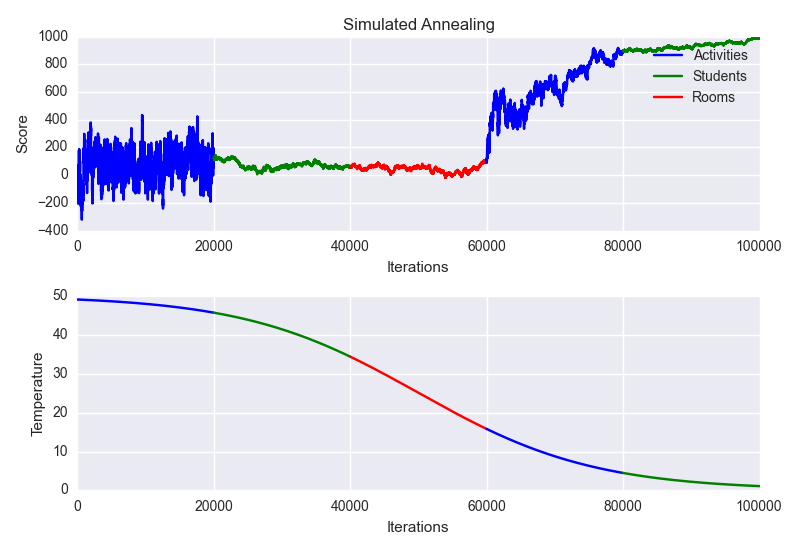 Simulated Annealing
1000
800
600
400
200
0
−200
−400
Score
Activities
Students
Rooms
0 20000 40000 60000 80000 100000
Iterations
50
40
30
20
10
0
Temperature
0 20000 40000 60000 80000 100000
Iterations